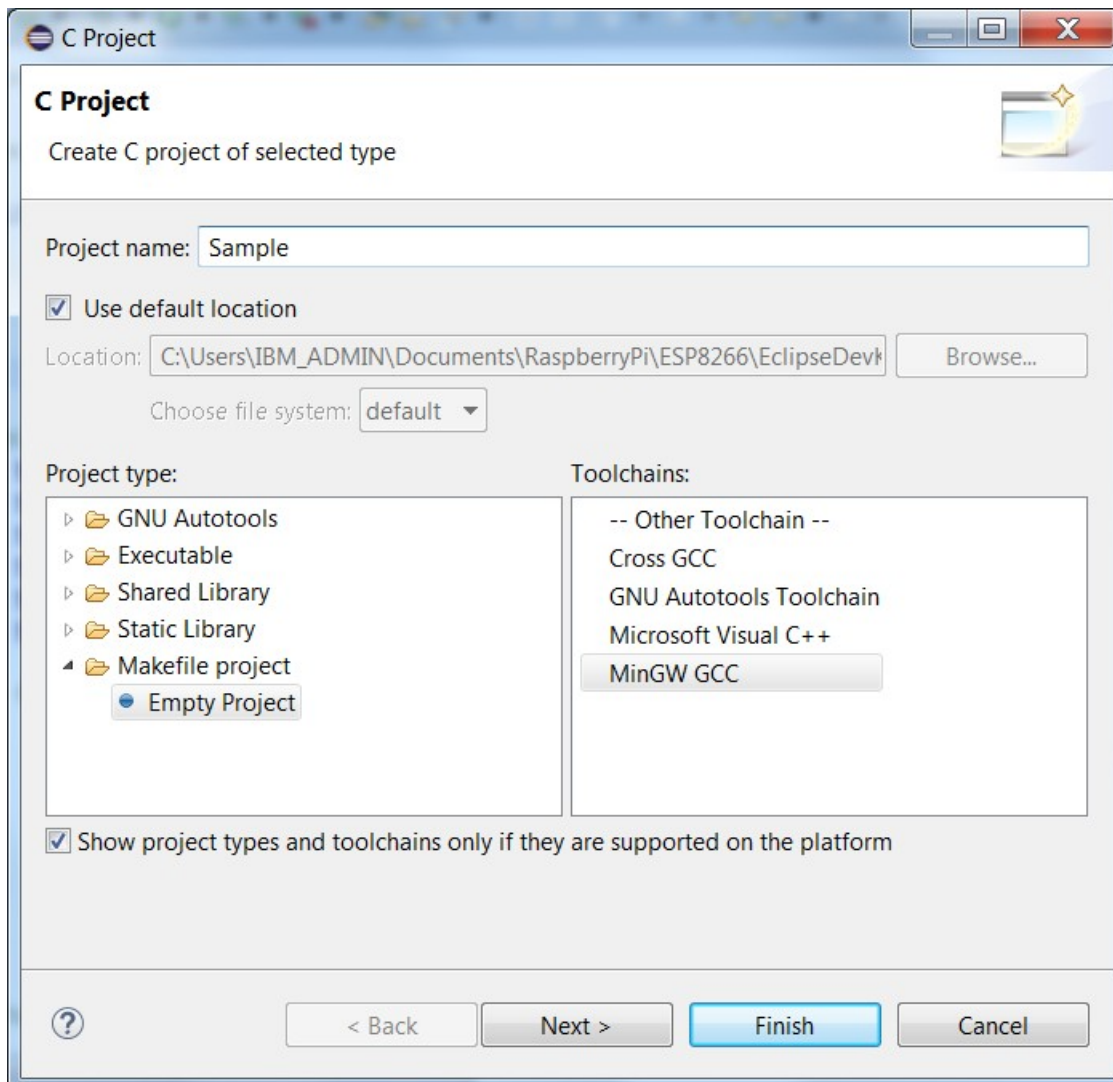 C Project
C Project
Create C project of selected type
Project name: Sample
Use default location
Location: C:\Users\IBM_ADMIN\Documents\RaspberryPi\ESP8266\EclipseDevK Browse...
Choose file system: default
Project type: Toolchains:
GNU Autotools
Executable
Shared Library
Static Library
Makefile project
Empty Project
-- Other Toolchain --
Cross GCC
GNU Autotools Toolchain
Microsoft Visual C++
MinGW GCC
Show project types and toolchains only if they are supported on the platform
? < Back Next > Finish Cancel